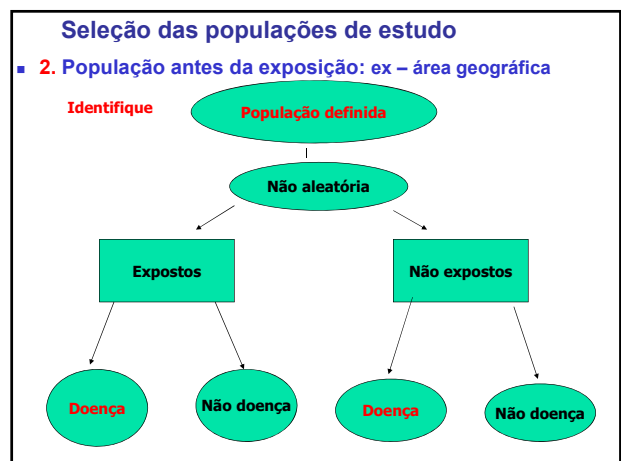 Seleção das populações de estudo
2. População antes da exposição: ex – área geográfica
Identifique
População definida
Não aleatória
Expostos
Não expostos
Doença
Não doença
Doença
Não doença